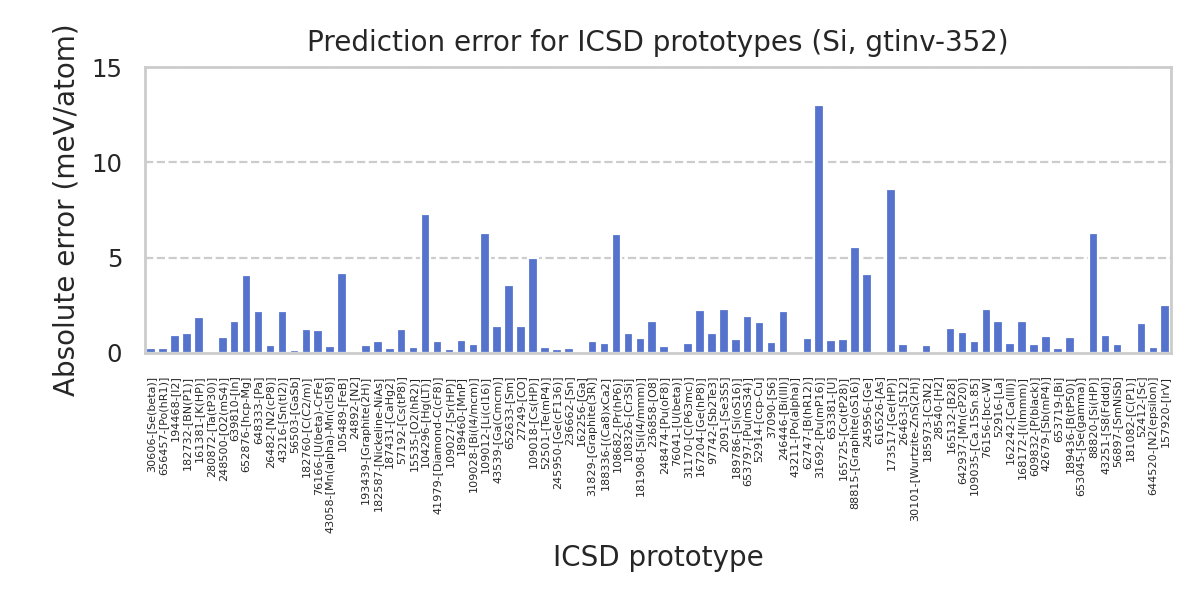 Prediction error for ICSD prototypes (Si, gtinv-352)
Absolute error (meV/atom)
15
10
5
0
30606-[Se(beta)]
656457-[Po(hR1)]
194468-[I2]
182732-[BN(P1)]
161381-[K(HP)]
280872-[Ta(tP30)]
248500-[O2(mS4)]
639810-[In]
652876-[hcp-Mg]
648333-[Pa]
26482-[N2(cP8)]
43216-[Sn(tI2)]
56503-[GaSb]
182760-[C(C2/m)]
76166-[U(beta)-CrFe]
43058-[Mn(alpha)-Mn(cI58)]
105489-[FeB]
24892-[N2]
193439-[Graphite(2H)]
182587-[Nickeline-NiAs]
187431-[CaHg2]
57192-[Cs(tP8)]
15535-[O2(hR2)]
104296-[Hg(LT)]
41979-[Diamond-C(cF8)]
109027-[Sr(HP)]
189460-[MnP]
109028-[Bi(I4/mcm)]
109012-[Li(cI16)]
43539-[Ga(Cmcm)]
652633-[Sm]
27249-[CO]
109018-[Cs(HP)]
52501-[Te(mP4)]
245950-[Ge(cF136)]
236662-[Sn]
162256-[Ga]
31829-[Graphite(3R)]
188336-[(Ca8)xCa2]
108682-[Pr(hP6)]
108326-[Cr3Si]
181908-[Si(I4/mmm)]
236858-[O8]
248474-[Pu(oF8)]
76041-[U(beta)]
31170-[C(P63mc)]
167204-[Ge(hP8)]
97742-[Sb2Te3]
2091-[Se3S5]
189786-[Si(oS16)]
653797-[Pu(mS34)]
52914-[ccp-Cu]
37090-[S6]
246446-[Bi(III)]
43211-[Po(alpha)]
62747-[B(hR12)]
31692-[Pu(mP16)]
653381-[U]
165725-[Co(tP28)]
88815-[Graphite(oS16)]
245956-[Ge]
616526-[As]
173517-[Ge(HP)]
26463-[S12]
30101-[Wurtzite-ZnS(2H)]
185973-[C3N2]
28540-[H2]
165132-[B28]
642937-[Mn(cP20)]
109035-[Ca.15Sn.85]
76156-[bcc-W]
52916-[La]
162242-[Ca(III)]
168172-[I(Immm)]
609832-[P(black)]
42679-[Sb(mP4)]
653719-[Bi]
189436-[B(tP50)]
653045-[Se(gamma)]
88820-[Si(HP)]
43251-[S8(Fddd)]
56897-[SmNiSb]
181082-[C(P1)]
52412-[Sc]
644520-[N2(epsilon)]
157920-[IrV]
ICSD prototype